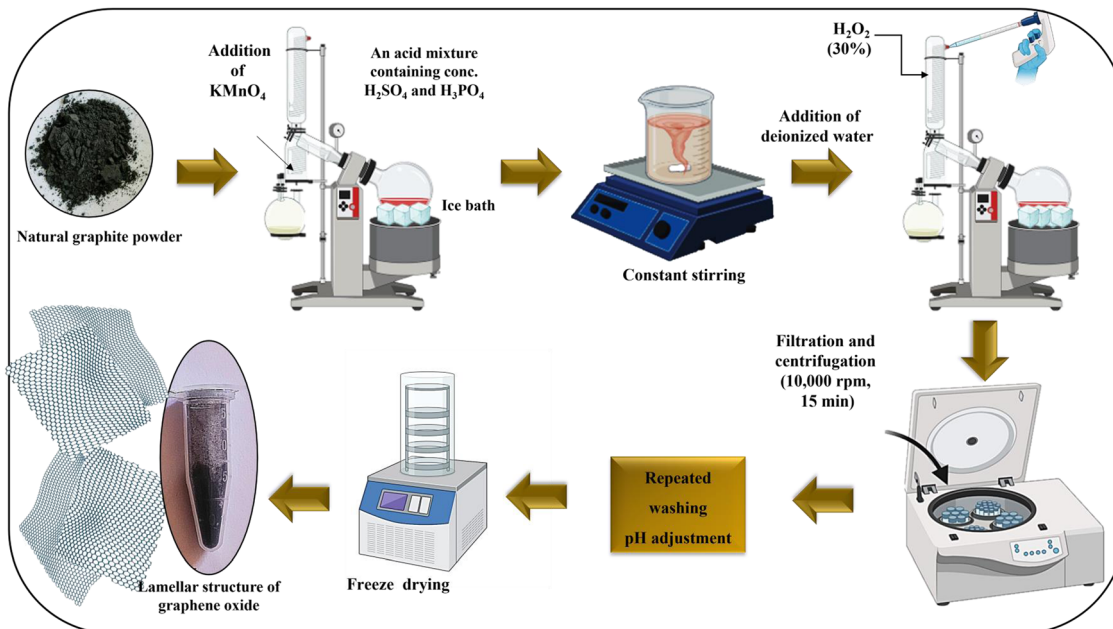 Addition
of
KMnO₄
An acid mixture
containing conc.
H₂SO₄ and H₃PO₄
Ice bath
Natural graphite powder
Constant stirring
Addition of
deionized water
H₂O₂
(30%)
Filtration and
centrifugation
(10,000 rpm,
15 min)
Repeated
washing
pH adjustment
Freeze drying
Lamellar structure of
graphene oxide